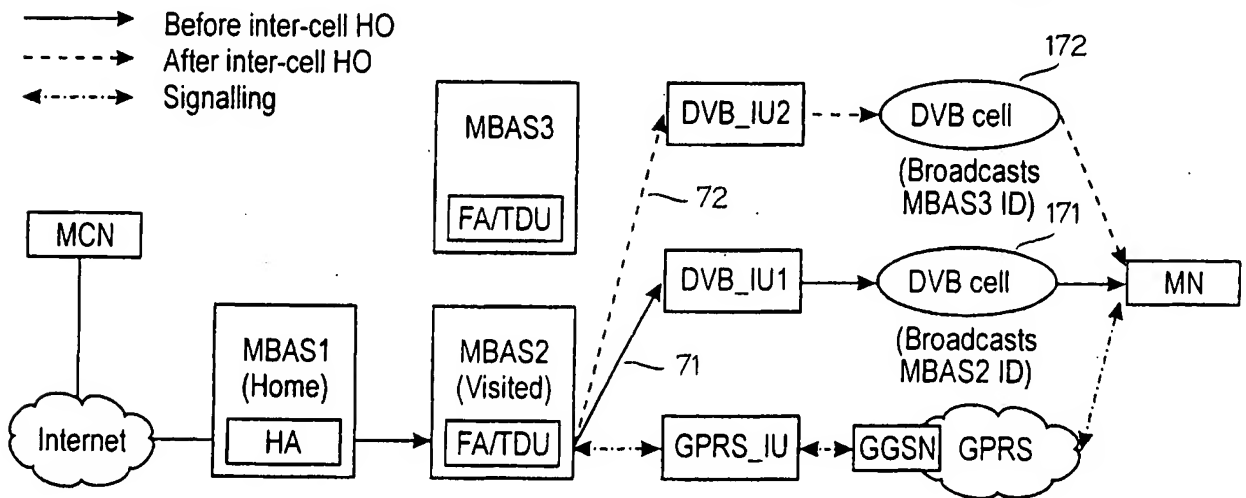 Before inter-cell HO
After inter-cell HO
Signalling
MBAS3
FA/TDU
DVB_IU2
DVB cell
172
(Broadcasts
MBAS3 ID)
72
MCN
171
DVB_IU1
DVB cell
MN
(Broadcasts
MBAS2 ID)
71
MBAS1
(Home)
HA
MBAS2
(Visited)
FA/TDU
Internet
GPRS_IU
GGSN
GPRS